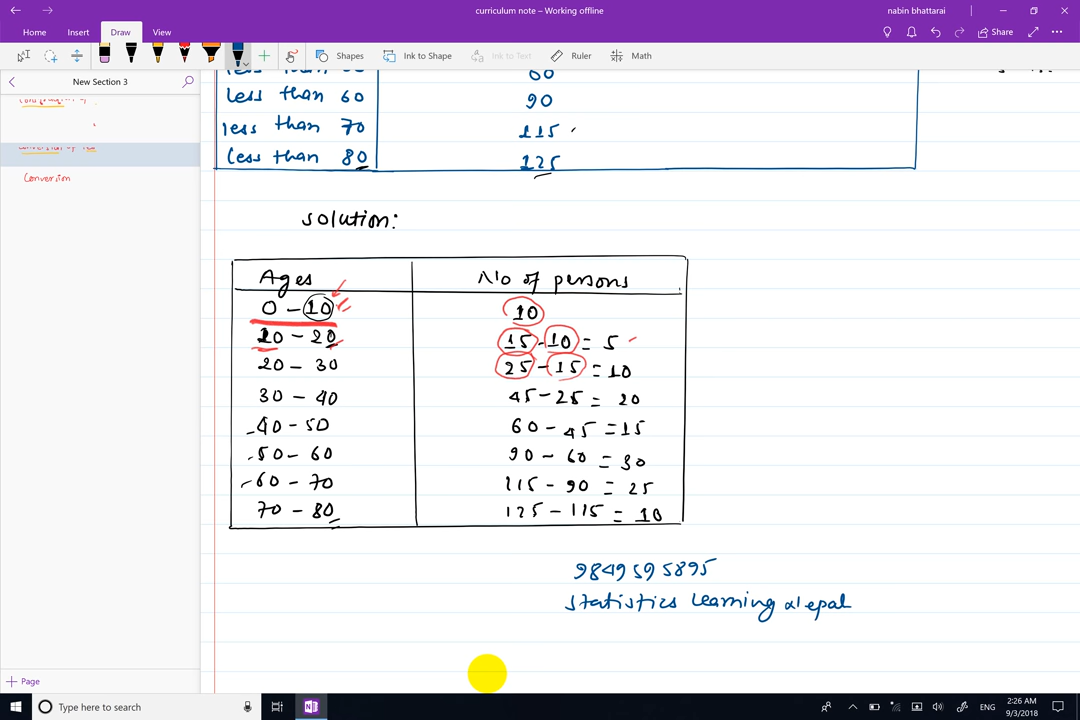 curriculum note – Working offline
nabin bhattarai
Home Insert Draw View
Share
Shapes Ink to Shape Ink to Text Ruler Math
New Section 3
Conversion
less than 60 90
less than 70 115
less than 80 125
solution:
Ages No of persons
0 – 10 10
10 – 20 15 - 10 = 5
20 – 30 25 – 15 = 10
30 – 40 45 – 25 = 20
40 – 50 60 – 45 = 15
50 – 60 90 – 60 = 30
60 – 70 115 – 90 = 25
70 – 80 125 – 115 = 10
9849595895
Statistics Learning Nepal
Page
Type here to search
ENG
2:26 AM
9/3/2018